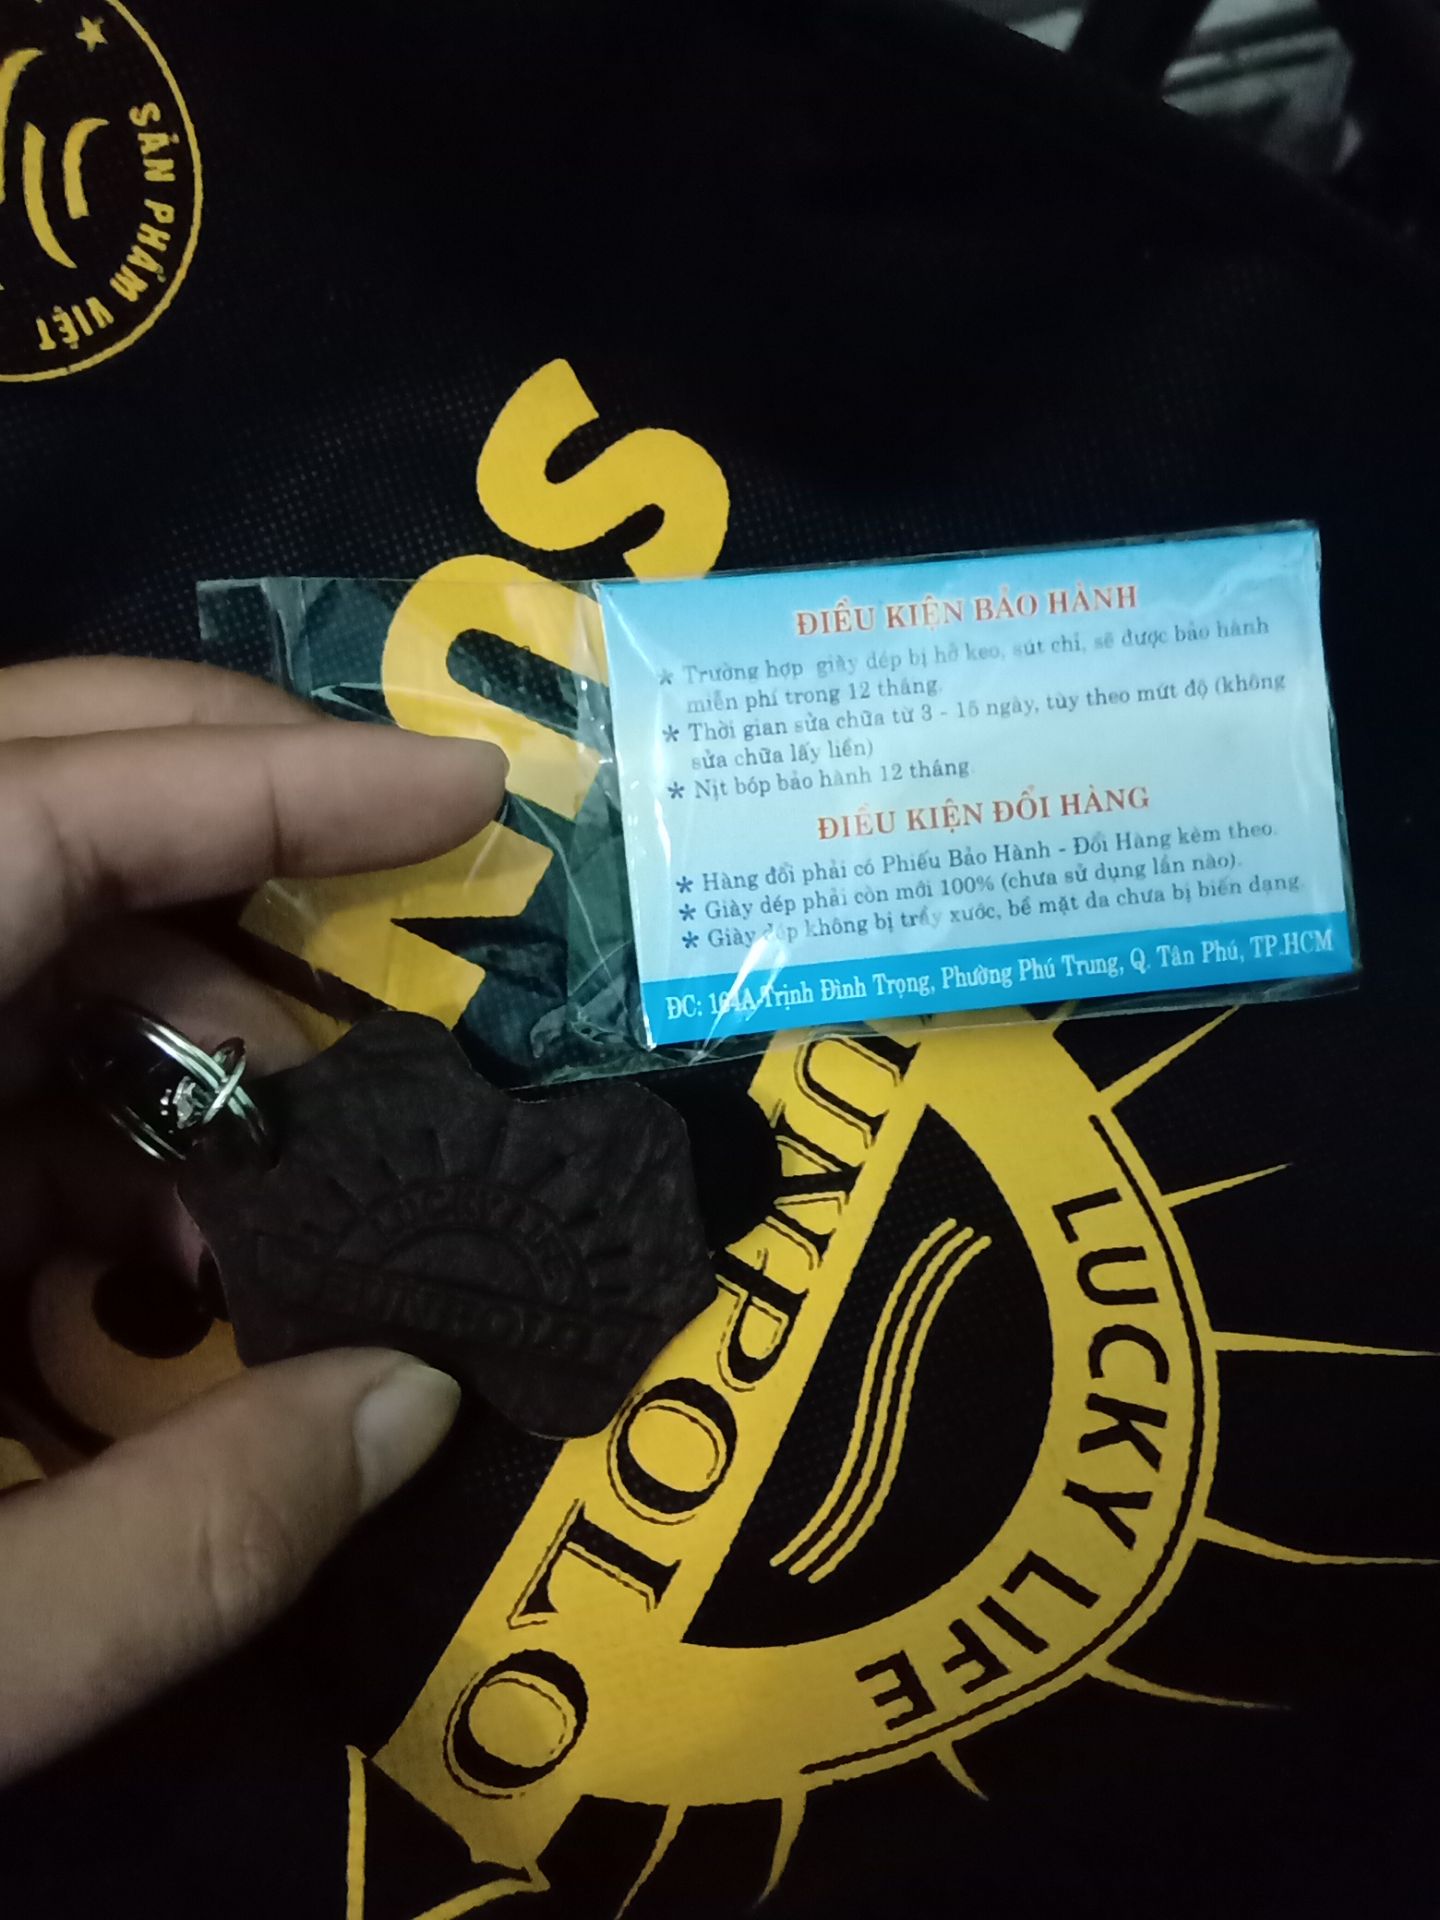 SẢN PHẨM VIỆT
SUM
ĐIỀU KIỆN BẢO HÀNH
* Trường hợp giày dép bị hở keo, sút chỉ, sẽ được bảo hành
miễn phí trong 12 tháng.
* Thời gian sửa chữa từ 3 - 15 ngày, tùy theo mứt độ (không
sửa chữa lấy liền)
* Nịt bóp bảo hành 12 tháng.
ĐIỀU KIỆN ĐỔI HÀNG
* Hàng đổi phải có Phiếu Bảo Hành - Đổi Hàng kèm theo.
* Giày dép phải còn mới 100% (chưa sử dụng lần nào).
* Giày dép không bị trầy xước, bề mặt da chưa bị biến dạng.
ĐC: Trịnh Đình Trọng, Phường Phú Trung, Q. Tân Phú, TP.HCM
LUCKY LIFE
UMPOLO
LUCKY LIFE